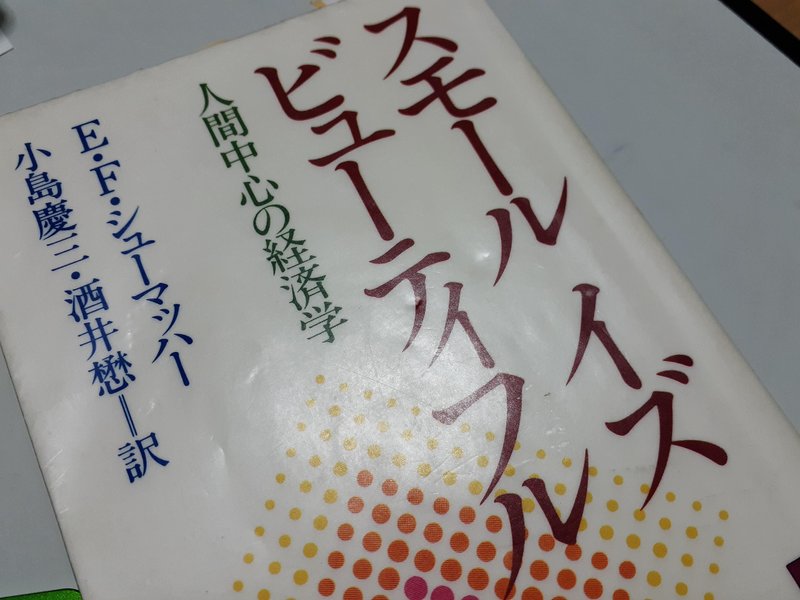 スモール イズ
ビューティフル
人間中心の経済学
E・F・シューマッハー
小島慶三・酒井懋＝訳